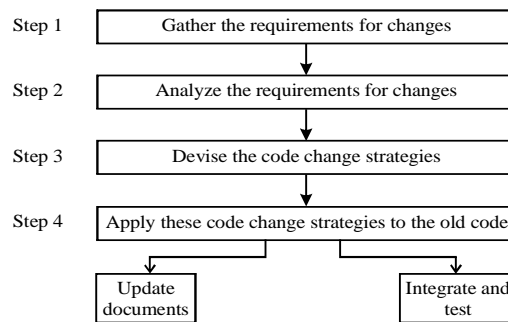 Step 1 Gather the requirements for changes
Step 2 Analyze the requirements for changes
Step 3 Devise the code change strategies
Step 4 Apply these code change strategies to the old code
Update
documents
Integrate and
test